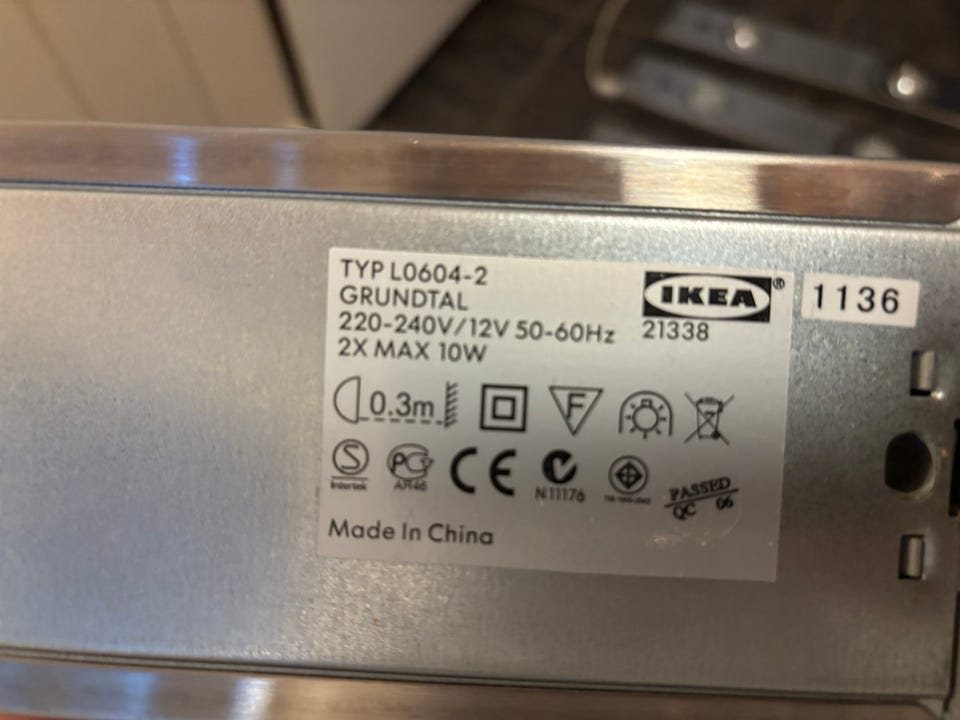 TYP L0604-2
GRUNDTAL
220-240V/12V 50-60Hz
2X MAX 10W
IKEA®
21338
1136
0.3m
F
S
Intertek
CE
N11176
PASSED
QC 06
Made In China